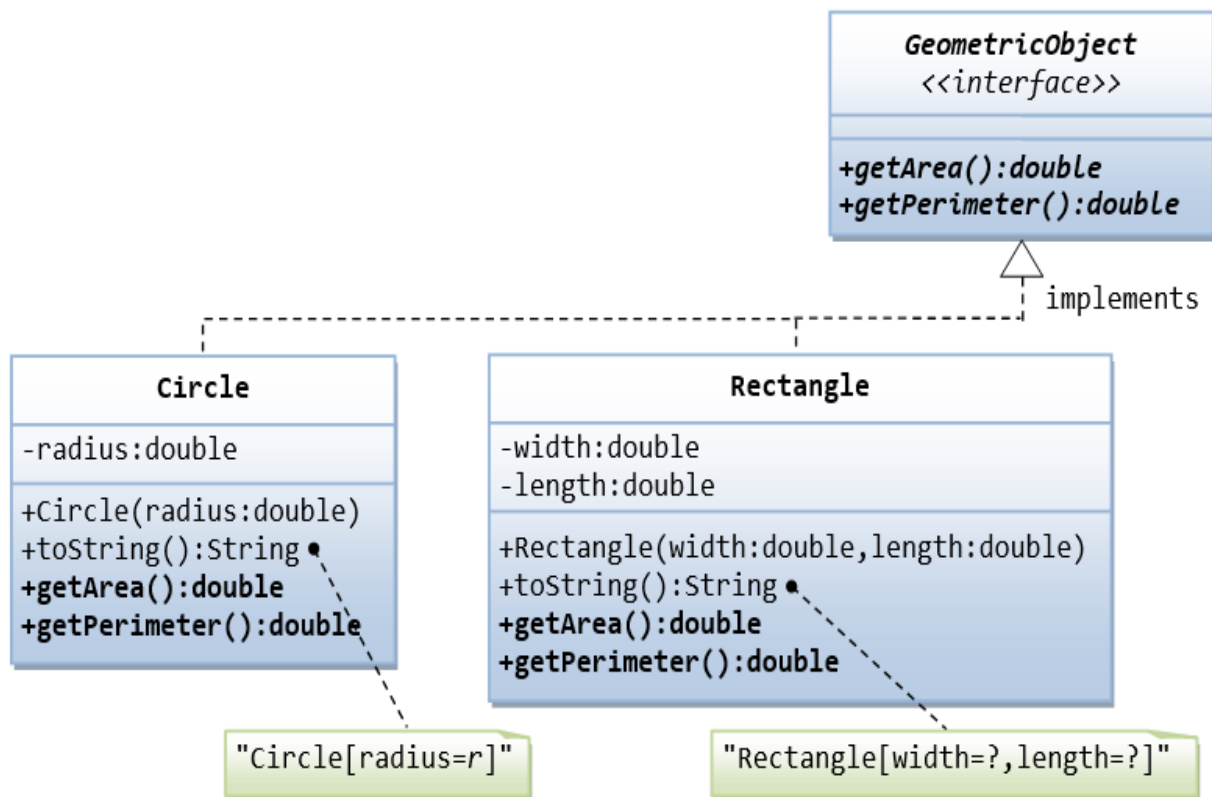 GeometricObject
<<interface>>
+getArea():double
+getPerimeter():double
implements
Circle
-radius:double
+Circle(radius:double)
+toString():String
+getArea():double
+getPerimeter():double
"Circle[radius=r]"
Rectangle
-width:double
-length:double
+Rectangle(width:double,length:double)
+toString():String
+getArea():double
+getPerimeter():double
"Rectangle[width=?,length=?]"